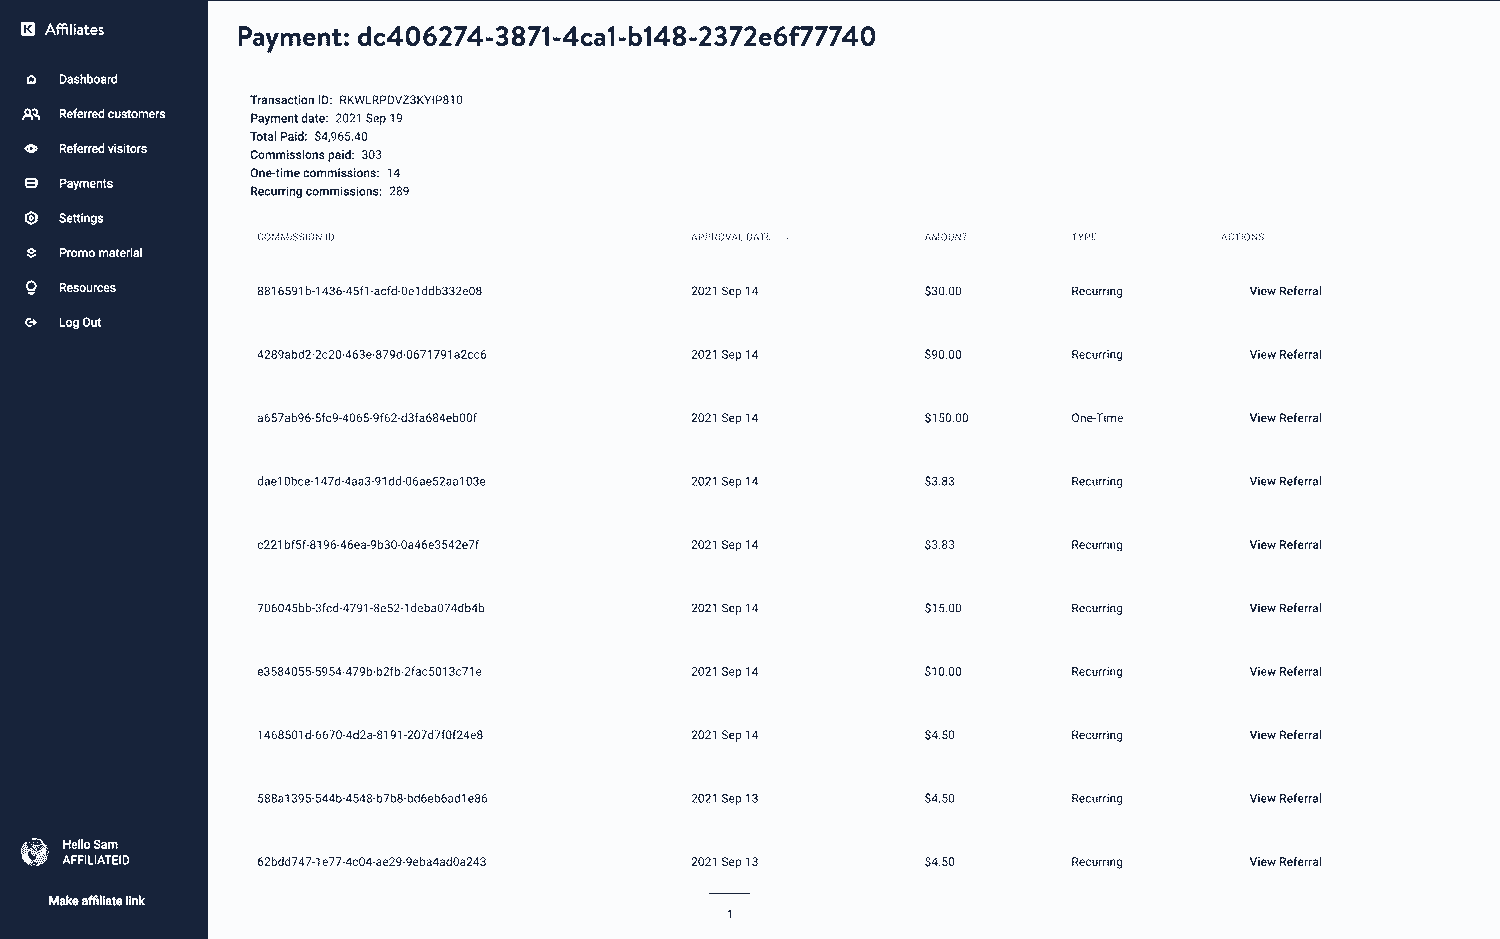 Affiliates
Dashboard
Referred customers
Referred visitors
Payments
Settings
Promo material
Resources
Log Out
Hello Sam
AFFILIATEID
Make affiliate link
Payment: dc406274-3871-4ca1-b148-2372e6f77740
Transaction ID: RKWLRPDVZ3KYIP810
Payment date: 2021 Sep 19
Total Paid: $4,965.40
Commissions paid: 303
One-time commissions: 14
Recurring commissions: 289
COMMISSION ID APPROVAL DATE AMOUNT TYPE ACTIONS
8816591b-1436-45f1-acfd-0e1ddb332e08 2021 Sep 14 $30.00 Recurring View Referral
4289abd2-2c20-463e-879d-0671791a2cc6 2021 Sep 14 $90.00 Recurring View Referral
a657ab96-5fc9-4065-9f62-d3fa684eb00f 2021 Sep 14 $150.00 One-Time View Referral
dae10bce-147d-4aa3-91dd-06ae52aa103e 2021 Sep 14 $3.83 Recurring View Referral
c221bf5f-8196-46ea-9b30-0a46e3542e7f 2021 Sep 14 $3.83 Recurring View Referral
706045bb-3fcd-4791-8e52-1deba074db4b 2021 Sep 14 $15.00 Recurring View Referral
e3584055-5954-479b-b2fb-2fac5013c71e 2021 Sep 14 $10.00 Recurring View Referral
1468501d-6670-4d2a-8191-207d7f0f24e8 2021 Sep 14 $4.50 Recurring View Referral
588a1395-544b-4548-b7b8-bd6eb6ad1e86 2021 Sep 13 $4.50 Recurring View Referral
62bdd747-1e77-4c04-ae29-9eba4ad0a243 2021 Sep 13 $4.50 Recurring View Referral
1